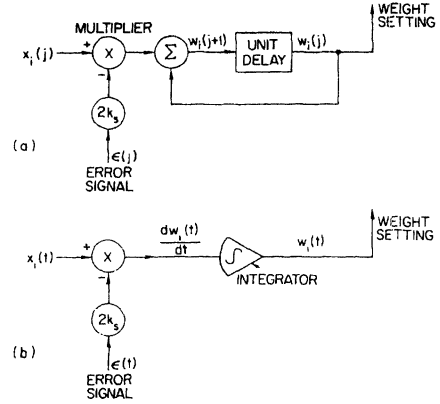 WEIGHT
SETTING
MULTIPLIER
x_i(j) + X Σ w_i(j+1) UNIT
DELAY w_i(j)
−
2k_s
(a)
ϵ(j)
ERROR
SIGNAL
WEIGHT
SETTING
dw_i(t)
dt
w_i(t)
x_i(t) + X ∫
INTEGRATOR
−
2k_s
(b)
ϵ(t)
ERROR
SIGNAL